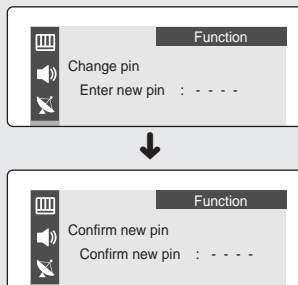 Function
Change pin
Enter new pin : - - - -
Function
Confirm new pin
Confirm new pin : - - - -